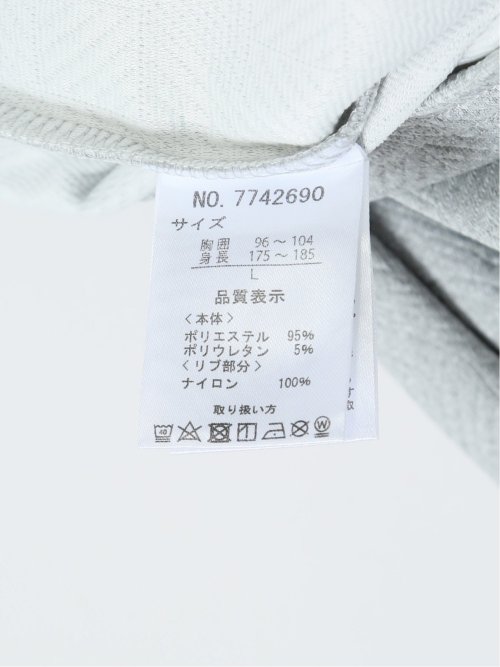 NO. 7742690
サイズ
胸囲 96～104
身長 175～185
L
品質表示
〈本体〉
ポリエステル 95%
ポリウレタン 5%
〈リブ部分〉
ナイロン 100%
取り扱い方
40 W